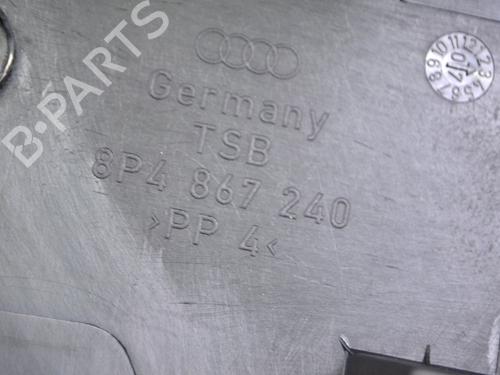 B·PARTS
Germany
TSB
8P4 867 240
>PP 4<